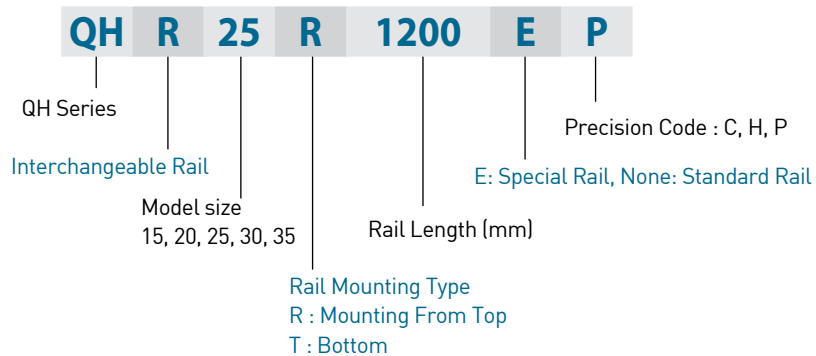 QH R 25 R 1200 E P
QH Series
Precision Code : C, H, P
Interchangeable Rail
E: Special Rail, None: Standard Rail
Model size
15, 20, 25, 30, 35
Rail Length (mm)
Rail Mounting Type
R : Mounting From Top
T : Bottom